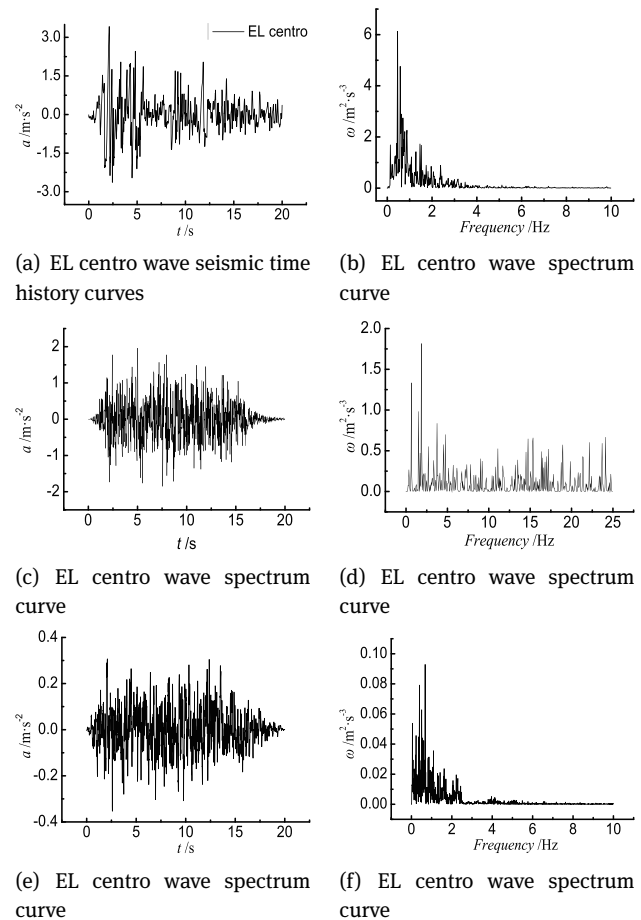 EL centro
3.0
1.5
0.0
-1.5
-3.0
a /m·s-2
0 5 10 15 20
t /s
6
4
2
0
ω /m2·s-3
0 2 4 6 8 10
Frequency /Hz
(a) EL centro wave seismic time
history curves
(b) EL centro wave spectrum
curve
2
1
0
-1
-2
a /m·s-2
0 5 10 15 20
t /s
2.0
1.5
1.0
0.5
0.0
ω /m2·s-3
0 5 10 15 20 25
Frequency /Hz
(c) EL centro wave spectrum
curve
(d) EL centro wave spectrum
curve
0.4
0.2
0.0
-0.2
-0.4
a /m·s-2
0 5 10 15 20
t /s
0.10
0.08
0.06
0.04
0.02
0.00
ω /m2·s-3
0 2 4 6 8 10
Frequency /Hz
(e) EL centro wave spectrum
curve
(f) EL centro wave spectrum
curve